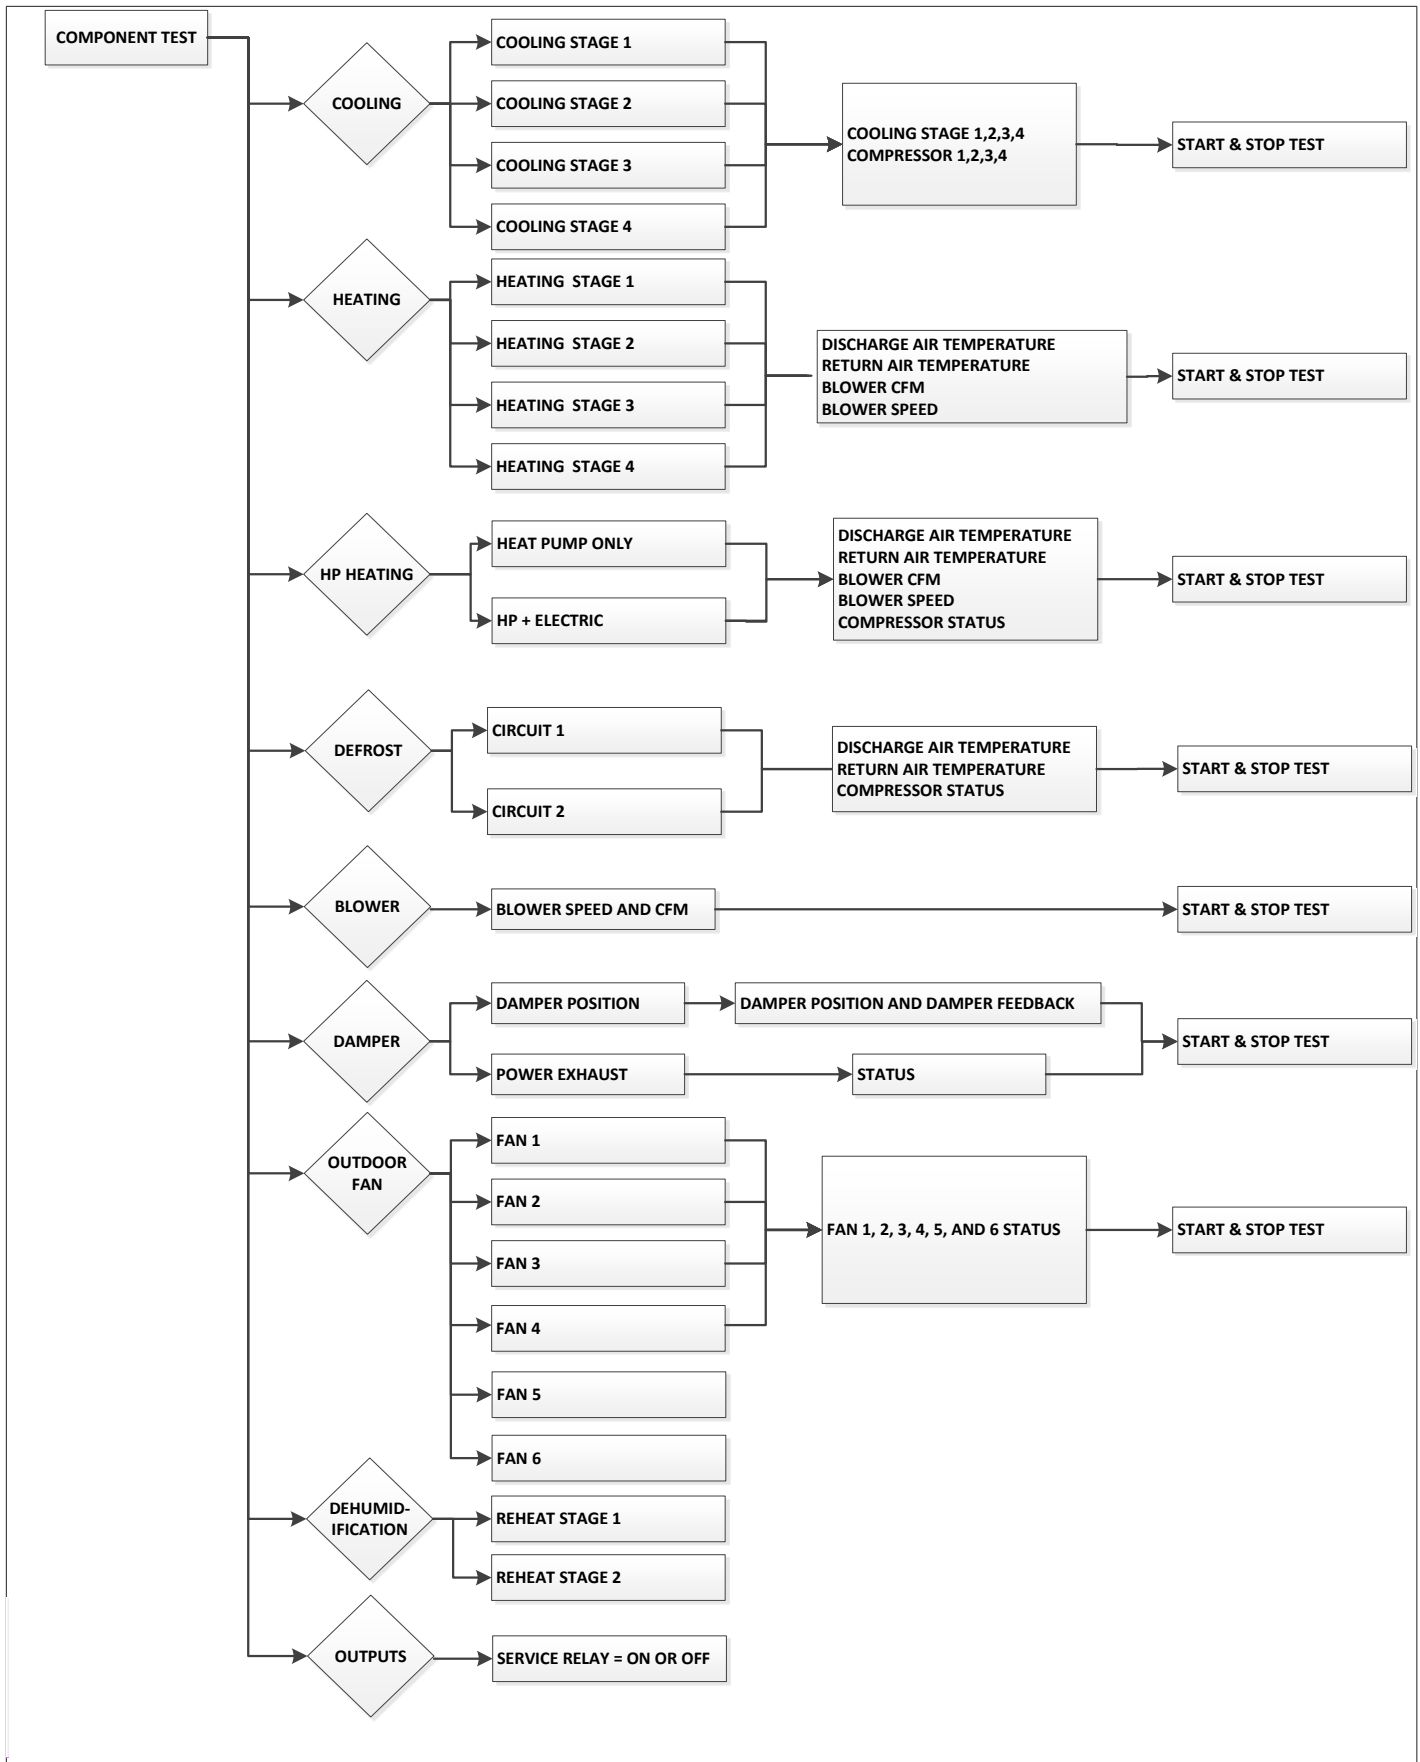 COMPONENT TEST
COOLING
COOLING STAGE 1
COOLING STAGE 2
COOLING STAGE 3
COOLING STAGE 4
COOLING STAGE 1,2,3,4
COMPRESSOR 1,2,3,4
START & STOP TEST
HEATING
HEATING  STAGE 1
HEATING  STAGE 2
HEATING  STAGE 3
HEATING  STAGE 4
DISCHARGE AIR TEMPERATURE
RETURN AIR TEMPERATURE
BLOWER CFM
BLOWER SPEED
START & STOP TEST
HP HEATING
HEAT PUMP ONLY
HP + ELECTRIC
DISCHARGE AIR TEMPERATURE
RETURN AIR TEMPERATURE
BLOWER CFM
BLOWER SPEED
COMPRESSOR STATUS
START & STOP TEST
DEFROST
CIRCUIT 1
CIRCUIT 2
DISCHARGE AIR TEMPERATURE
RETURN AIR TEMPERATURE
COMPRESSOR STATUS
START & STOP TEST
BLOWER
BLOWER SPEED AND CFM
START & STOP TEST
DAMPER
DAMPER POSITION
DAMPER POSITION AND DAMPER FEEDBACK
POWER EXHAUST
STATUS
START & STOP TEST
OUTDOOR
FAN
FAN 1
FAN 2
FAN 3
FAN 4
FAN 5
FAN 6
FAN 1, 2, 3, 4, 5, AND 6 STATUS
START & STOP TEST
DEHUMID-
IFICATION
REHEAT STAGE 1
REHEAT STAGE 2
OUTPUTS
SERVICE RELAY = ON OR OFF